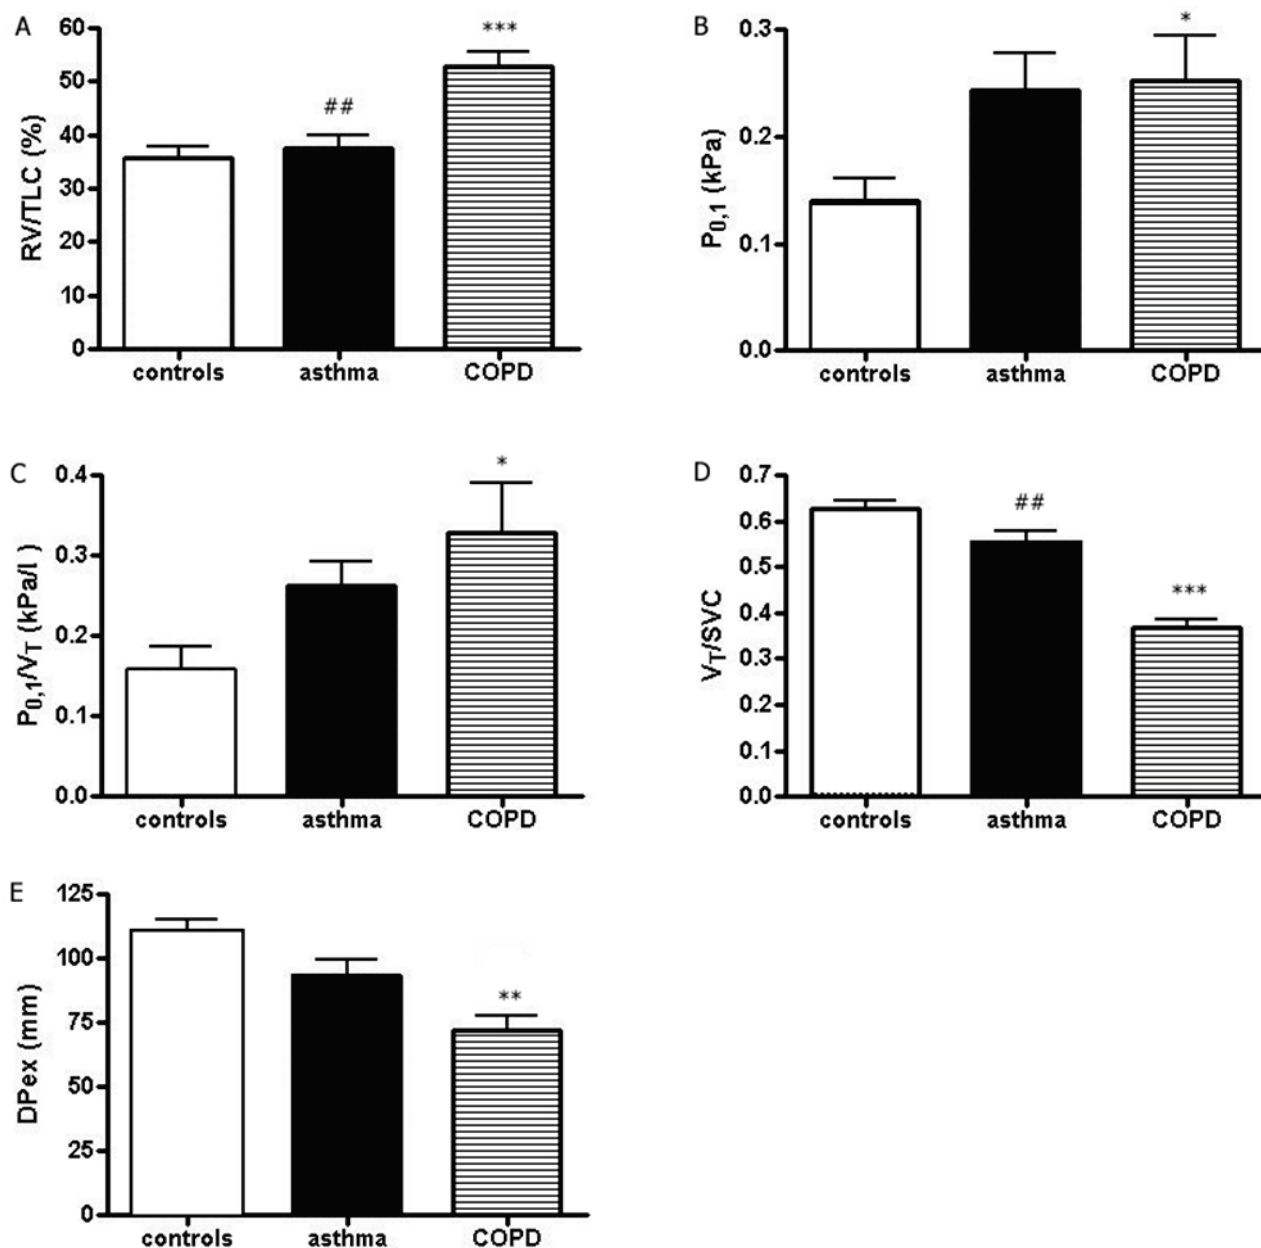 A
RV/TLC (%)
60
50
40
30
20
10
0
***
##
controls asthma COPD
B
P0,1 (kPa)
0.3
0.2
0.1
0.0
*
controls asthma COPD
C
P0,1/VT (kPa/l )
0.4
0.3
0.2
0.1
0.0
*
controls asthma COPD
D
VT/SVC
0.7
0.6
0.5
0.4
0.3
0.2
0.1
0.0
##
***
controls asthma COPD
E
DPex (mm)
125
100
75
50
25
0
**
controls asthma COPD